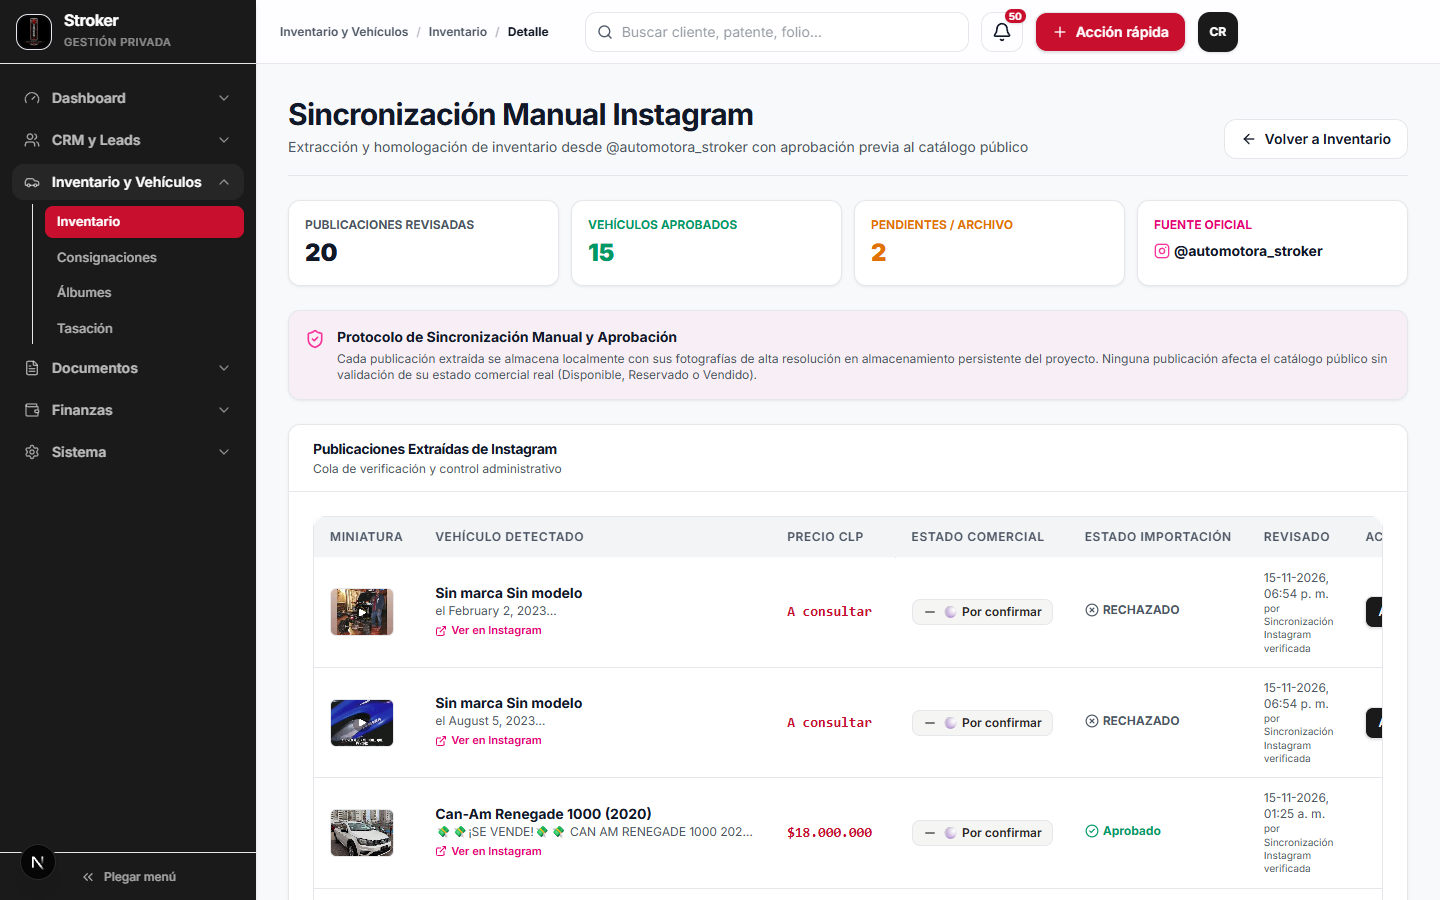 Stroker
GESTIÓN PRIVADA
Inventario y Vehículos / Inventario / Detalle
Buscar cliente, patente, folio...
50
Acción rápida
CR
Dashboard
CRM y Leads
Inventario y Vehículos
Inventario
Consignaciones
Álbumes
Tasación
Documentos
Finanzas
Sistema
N
Plegar menú
Sincronización Manual Instagram
Extracción y homologación de inventario desde @automotora_stroker con aprobación previa al catálogo público
Volver a Inventario
PUBLICACIONES REVISADAS
20
VEHÍCULOS APROBADOS
15
PENDIENTES / ARCHIVO
2
FUENTE OFICIAL
@automotora_stroker
Protocolo de Sincronización Manual y Aprobación
Cada publicación extraída se almacena localmente con sus fotografías de alta resolución en almacenamiento persistente del proyecto. Ninguna publicación afecta el catálogo público sin
validación de su estado comercial real (Disponible, Reservado o Vendido).
Publicaciones Extraídas de Instagram
Cola de verificación y control administrativo
MINIATURA VEHÍCULO DETECTADO PRECIO CLP ESTADO COMERCIAL ESTADO IMPORTACIÓN REVISADO AC
Sin marca Sin modelo
el February 2, 2023...
Ver en Instagram
A consultar
— Por confirmar
RECHAZADO
15-11-2026,
06:54 p. m.
por
Sincronización
Instagram
verificada
Sin marca Sin modelo
el August 5, 2023...
Ver en Instagram
A consultar
— Por confirmar
RECHAZADO
15-11-2026,
06:54 p. m.
por
Sincronización
Instagram
verificada
Can-Am Renegade 1000 (2020)
💸 💸¡SE VENDE!💸 💸 CAN AM RENEGADE 1000 202...
Ver en Instagram
$18.000.000
— Por confirmar
Aprobado
15-11-2026,
01:25 a. m.
por
Sincronización
Instagram
verificada